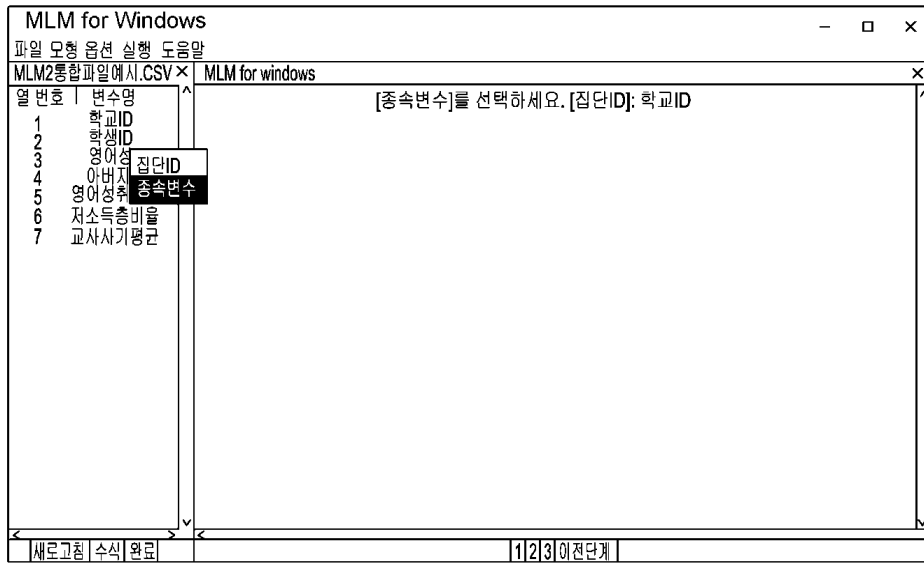 MLM for Windows
파일 모형 옵션 실행 도움말
MLM2통합파일예시.CSV ×
MLM for windows ×
열 번호 | 변수명
[종속변수]를 선택하세요. [집단ID]: 학교ID
1 학교ID
2 학생ID
3 영어성
집단ID
4 아버지
종속변수
5 영어성취
6 저소득층비율
7 교사사기평균
새로고침 수식 완료
1 2 3 이전단계